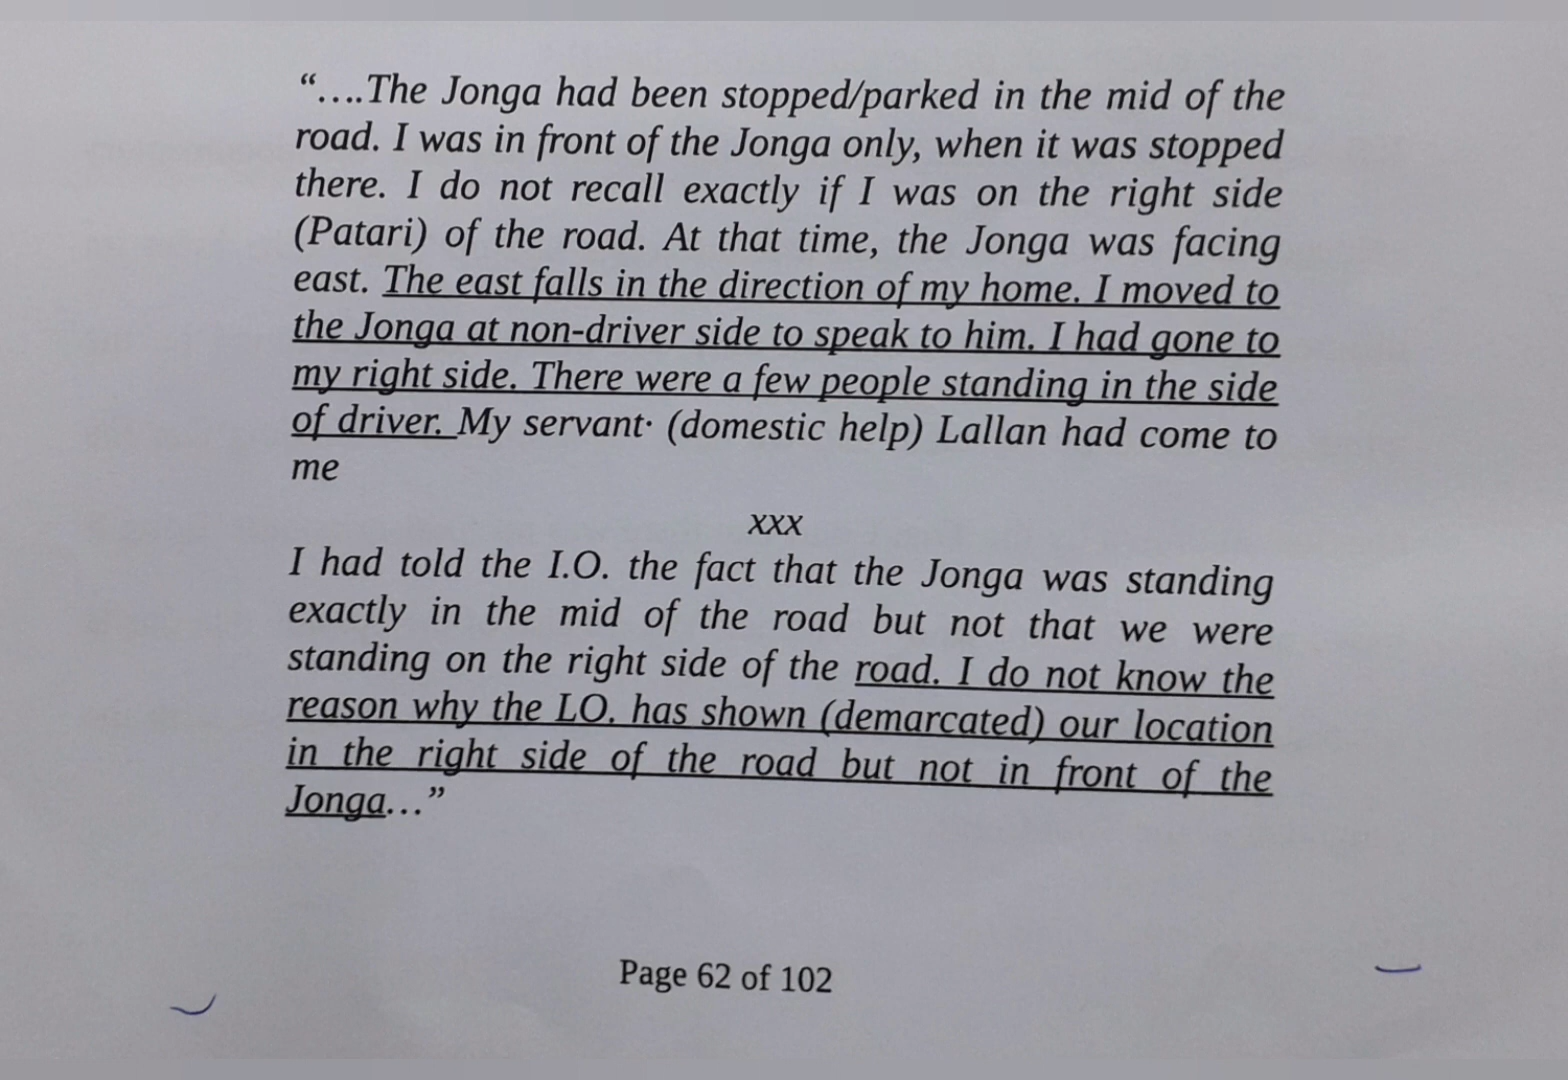 “....The Jonga had been stopped/parked in the mid of the
road. I was in front of the Jonga only, when it was stopped
there. I do not recall exactly if I was on the right side
(Patari) of the road. At that time, the Jonga was facing
east. The east falls in the direction of my home. I moved to
the Jonga at non-driver side to speak to him. I had gone to
my right side. There were a few people standing in the side
of driver. My servant· (domestic help) Lallan had come to
me
xxx
I had told the I.O. the fact that the Jonga was standing
exactly in the mid of the road but not that we were
standing on the right side of the road. I do not know the
reason why the LO. has shown (demarcated) our location
in the right side of the road but not in front of the
Jonga...”
Page 62 of 102